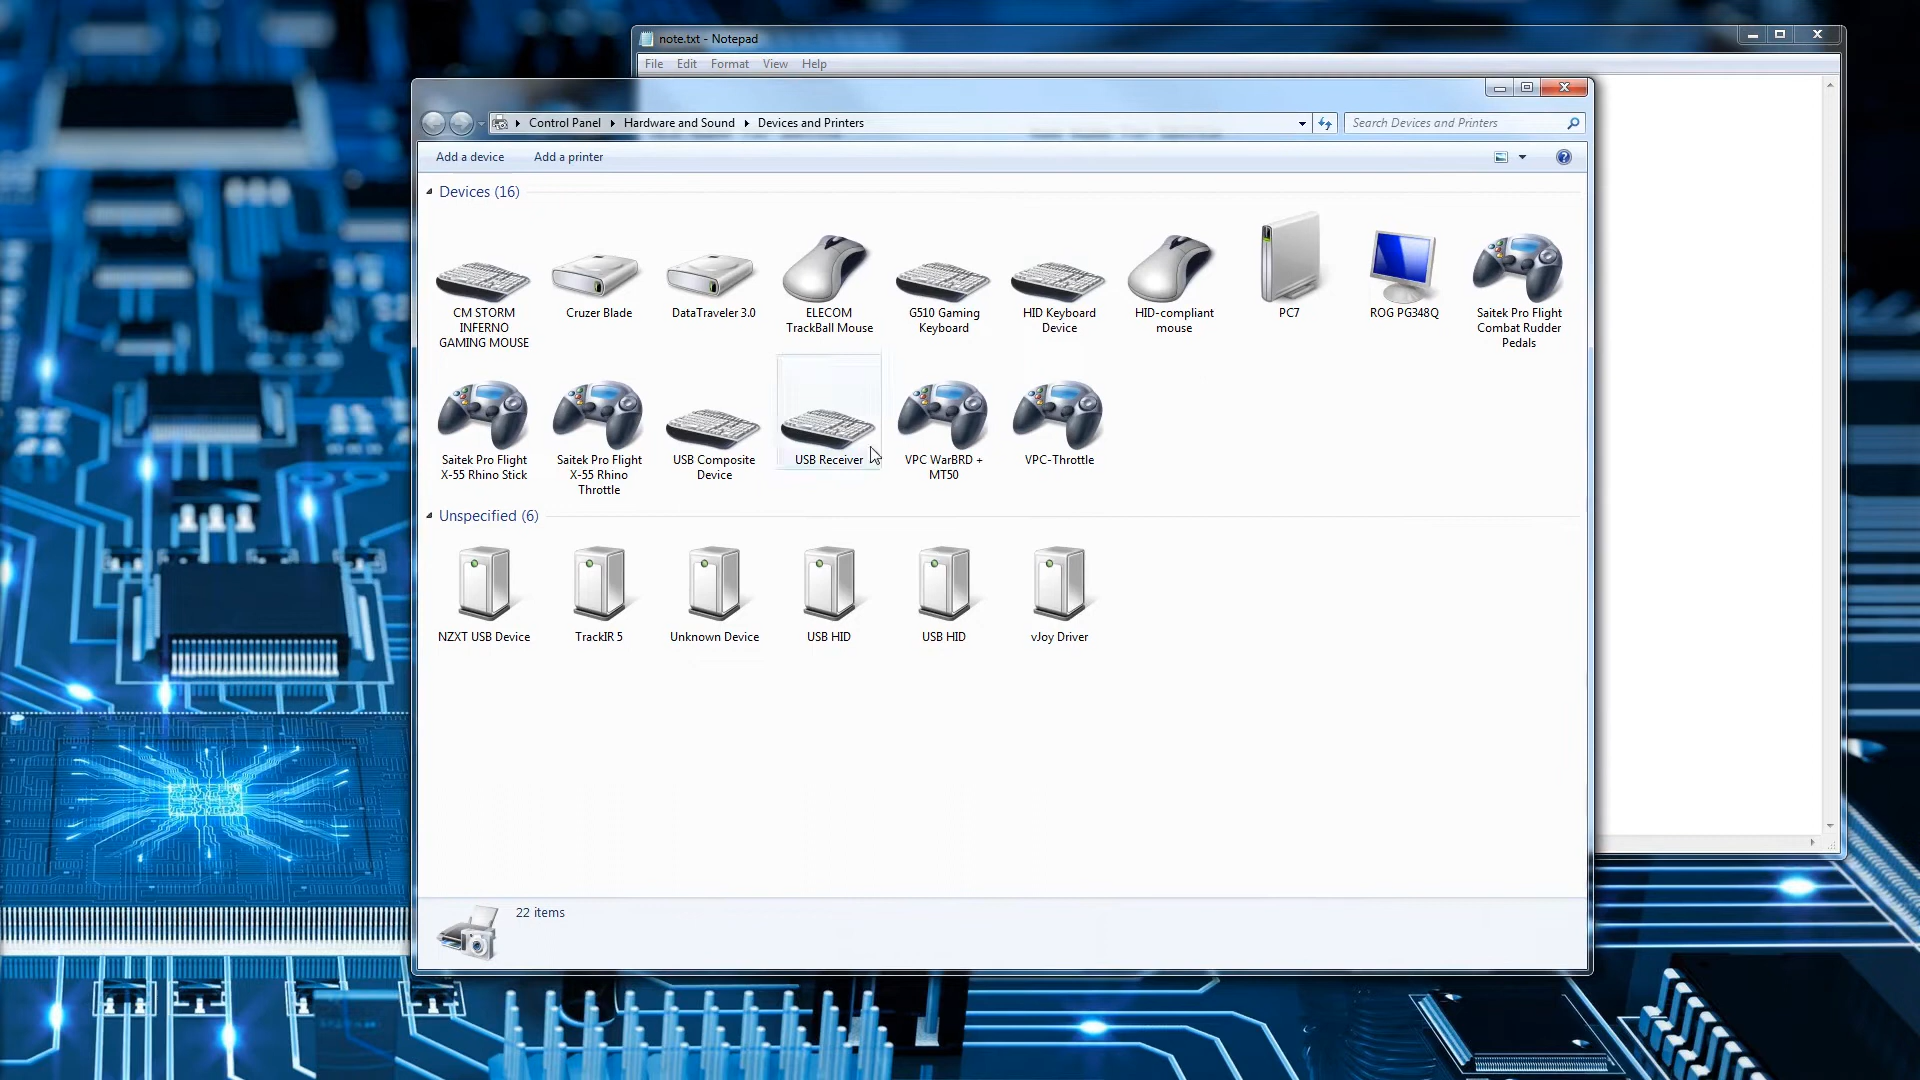 note.txt - Notepad
File Edit Format View Help
Control Panel Hardware and Sound Devices and Printers
Search Devices and Printers
Add a device Add a printer
Devices (16)
CM STORM
INFERNO
GAMING MOUSE
Cruzer Blade
DataTraveler 3.0
ELECOM
TrackBall Mouse
G510 Gaming
Keyboard
HID Keyboard
Device
HID-compliant
mouse
PC7
ROG PG348Q
Saitek Pro Flight
Combat Rudder
Pedals
Saitek Pro Flight
X-55 Rhino Stick
Saitek Pro Flight
X-55 Rhino
Throttle
USB Composite
Device
USB Receiver
VPC WarBRD +
MT50
VPC-Throttle
Unspecified (6)
NZXT USB Device
TrackIR 5
Unknown Device
USB HID
USB HID
vJoy Driver
22 items